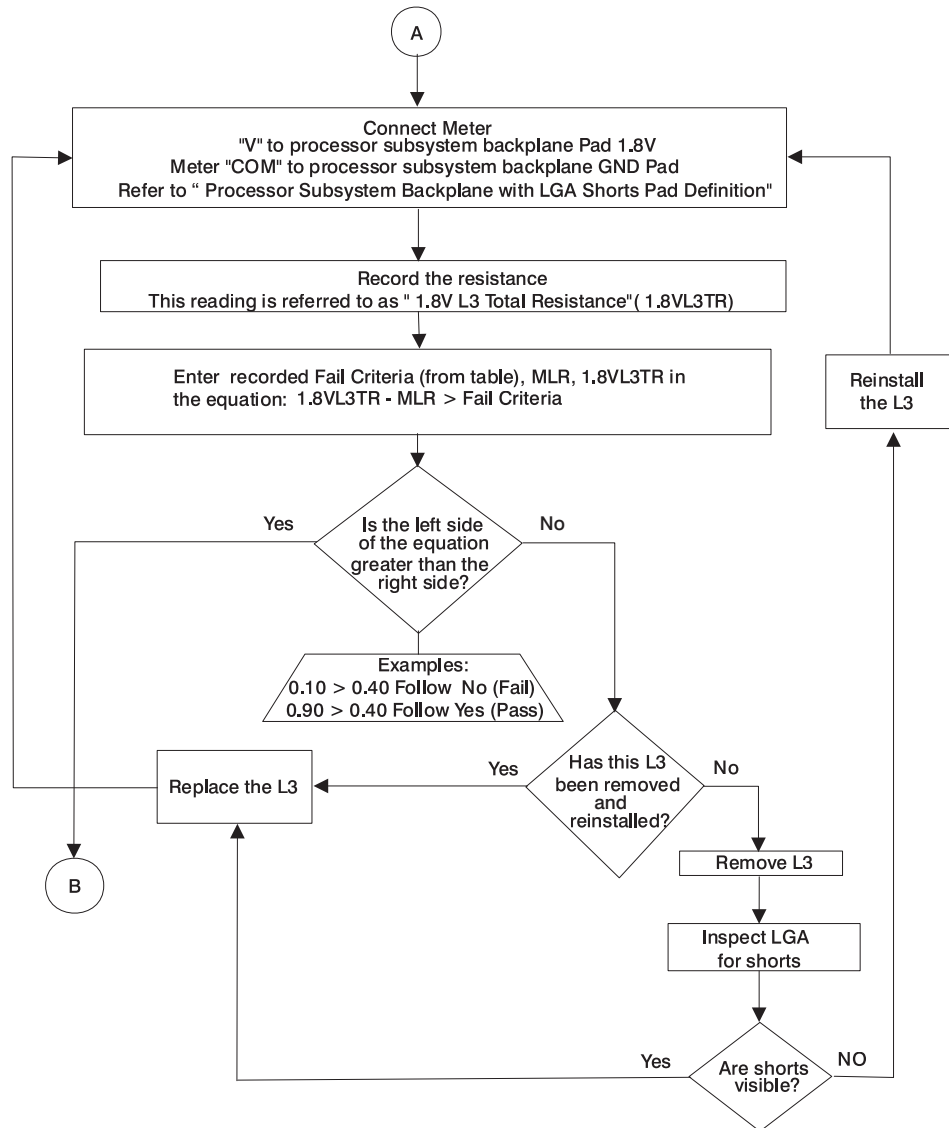 A
Connect Meter
"V" to processor subsystem backplane Pad 1.8V
Meter "COM" to processor subsystem backplane GND Pad
Refer to “ Processor Subsystem Backplane with LGA Shorts Pad Definition"
Record the resistance
This reading is referred to as " 1.8V L3 Total Resistance"( 1.8VL3TR)
Enter recorded Fail Criteria (from table), MLR, 1.8VL3TR in
the equation: 1.8VL3TR - MLR > Fail Criteria
Reinstall
the L3
Yes
Is the left side
of the equation
greater than the
right side?
No
Examples:
0.10 > 0.40 Follow No (Fail)
0.90 > 0.40 Follow Yes (Pass)
Replace the L3
Yes
Has this L3
been removed
and
reinstalled?
No
B
Remove L3
Inspect LGA
for shorts
Yes
Are shorts
visible?
NO